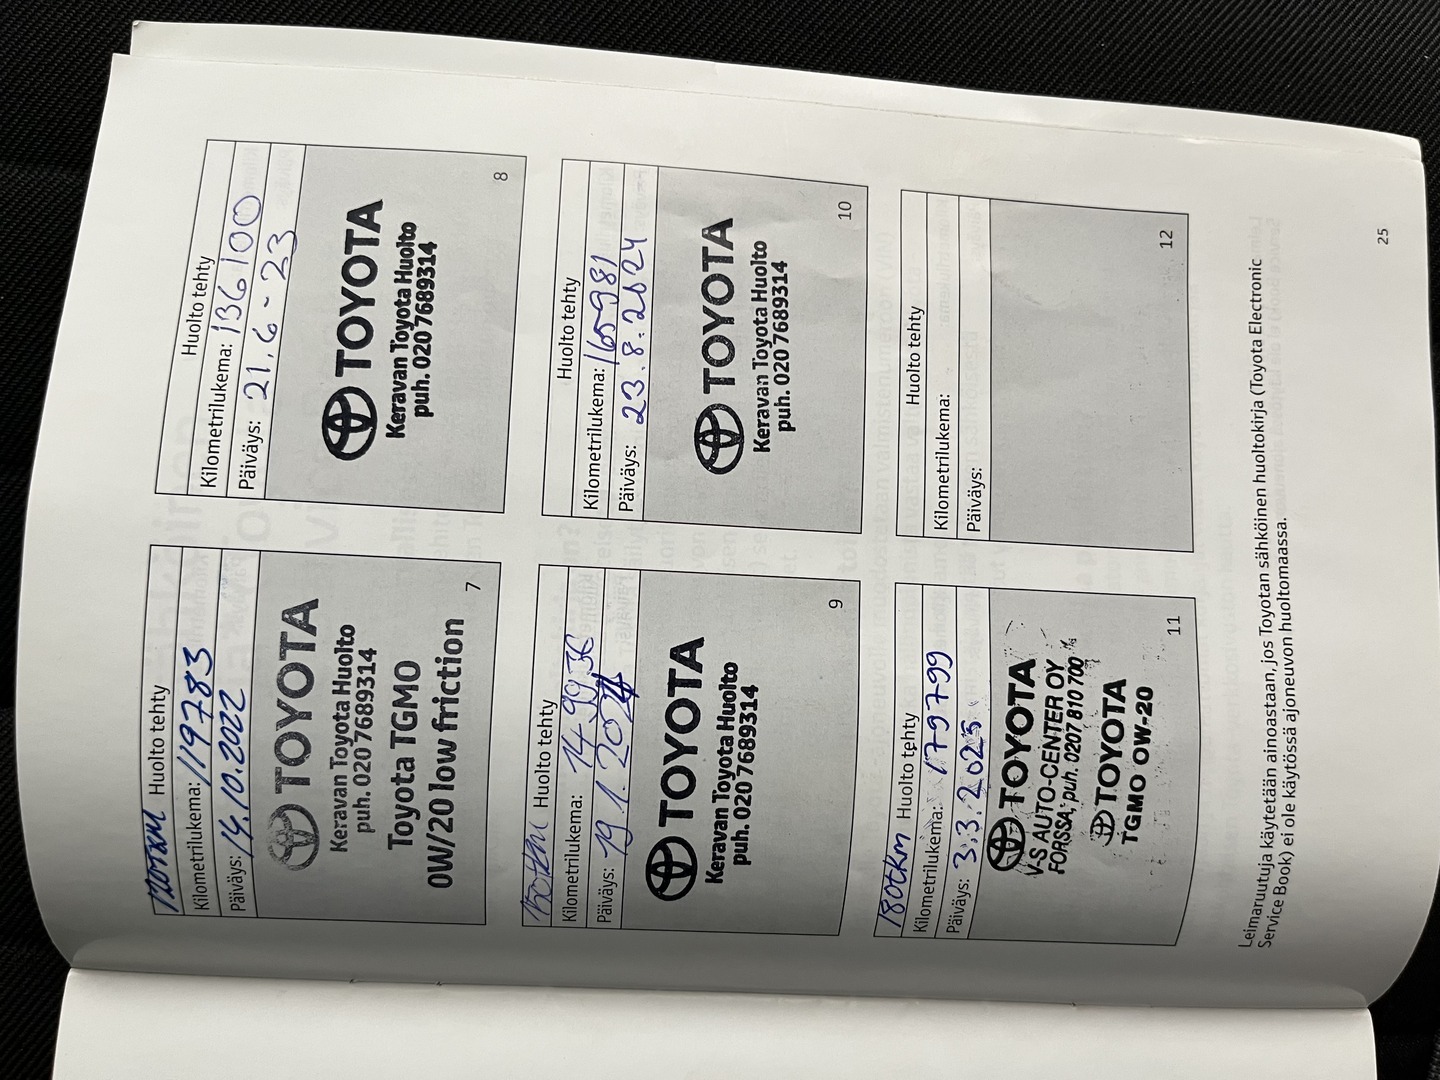 120TKM Huolto tehty
Kilometrilukema: 119783
Päiväys: 14.10.2022
TOYOTA
Keravan Toyota Huolto
puh. 020 7689314
Toyota TGMO
0W/20 low friction
7
Huolto tehty
Kilometrilukema: 136100
Päiväys: 21.6-23
TOYOTA
Keravan Toyota Huolto
puh. 020 7689314
8
150tkm Huolto tehty
Kilometrilukema: 149936
Päiväys: 19.1.2024
TOYOTA
Keravan Toyota Huolto
puh. 020 7689314
9
Huolto tehty
Kilometrilukema: 165981
Päiväys: 23.8.2024
TOYOTA
Keravan Toyota Huolto
puh. 020 7689314
10
180tkm Huolto tehty
Kilometrilukema: 179799
Päiväys: 3.3.2025
TOYOTA
V-S AUTO-CENTER OY
FORSSA, puh. 0207 810 700
TOYOTA
TGMO OW-20
11
Huolto tehty
Kilometrilukema:
Päiväys:
12
Leimaruutuja käytetään ainoastaan, jos Toyotan sähköinen huoltokirja (Toyota Electronic
Service Book) ei ole käytössä ajoneuvon huoltomaassa.
25